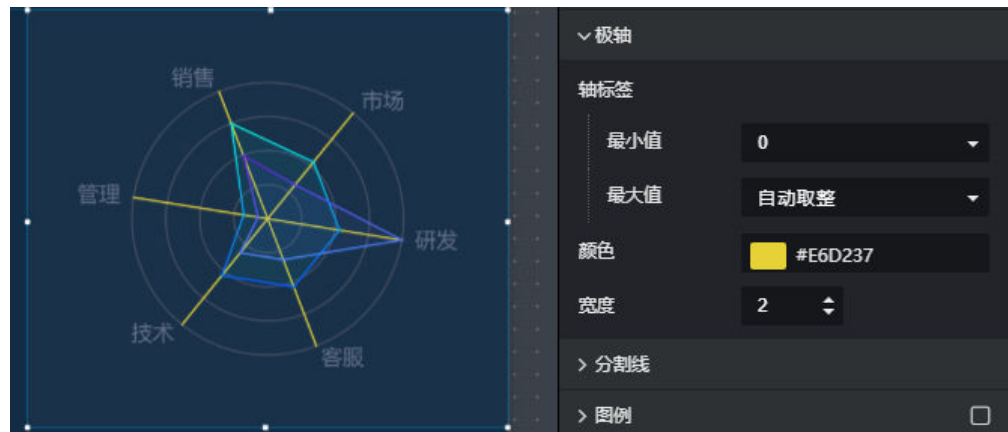 销售
市场
管理
研发
技术
客服
极轴
轴标签
最小值 0
最大值 自动取整
颜色 #E6D237
宽度 2
分割线
图例